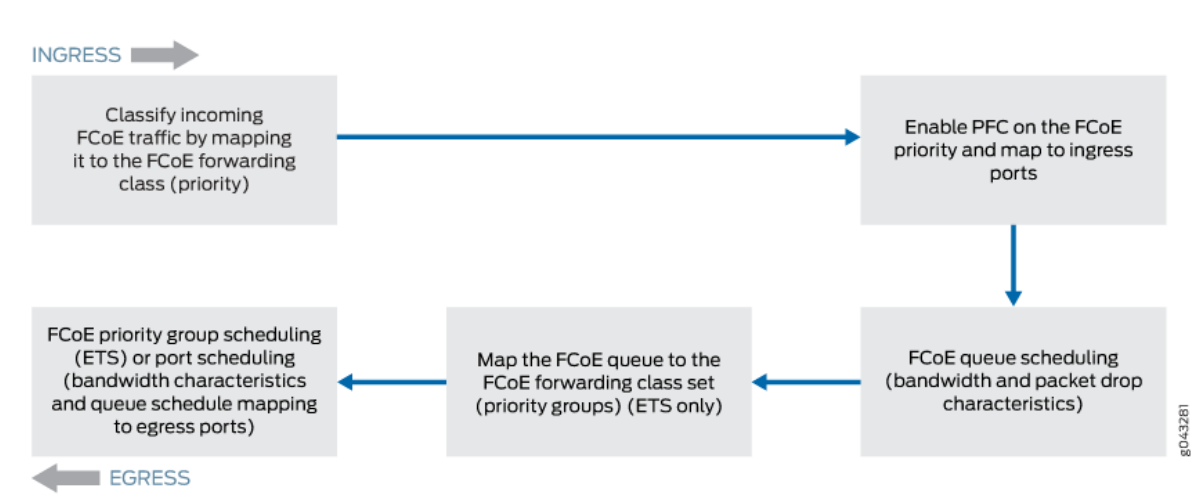 INGRESS
Classify incoming
FCoE traffic by mapping
it to the FCoE forwarding
class (priority)
Enable PFC on the FCoE
priority and map to ingress
ports
FCoE priority group scheduling
(ETS) or port scheduling
(bandwidth characteristics
and queue schedule mapping
to egress ports)
Map the FCoE queue to the
FCoE forwarding class set
(priority groups) (ETS only)
FCoE queue scheduling
(bandwidth and packet drop
characteristics)
EGRESS
g043281